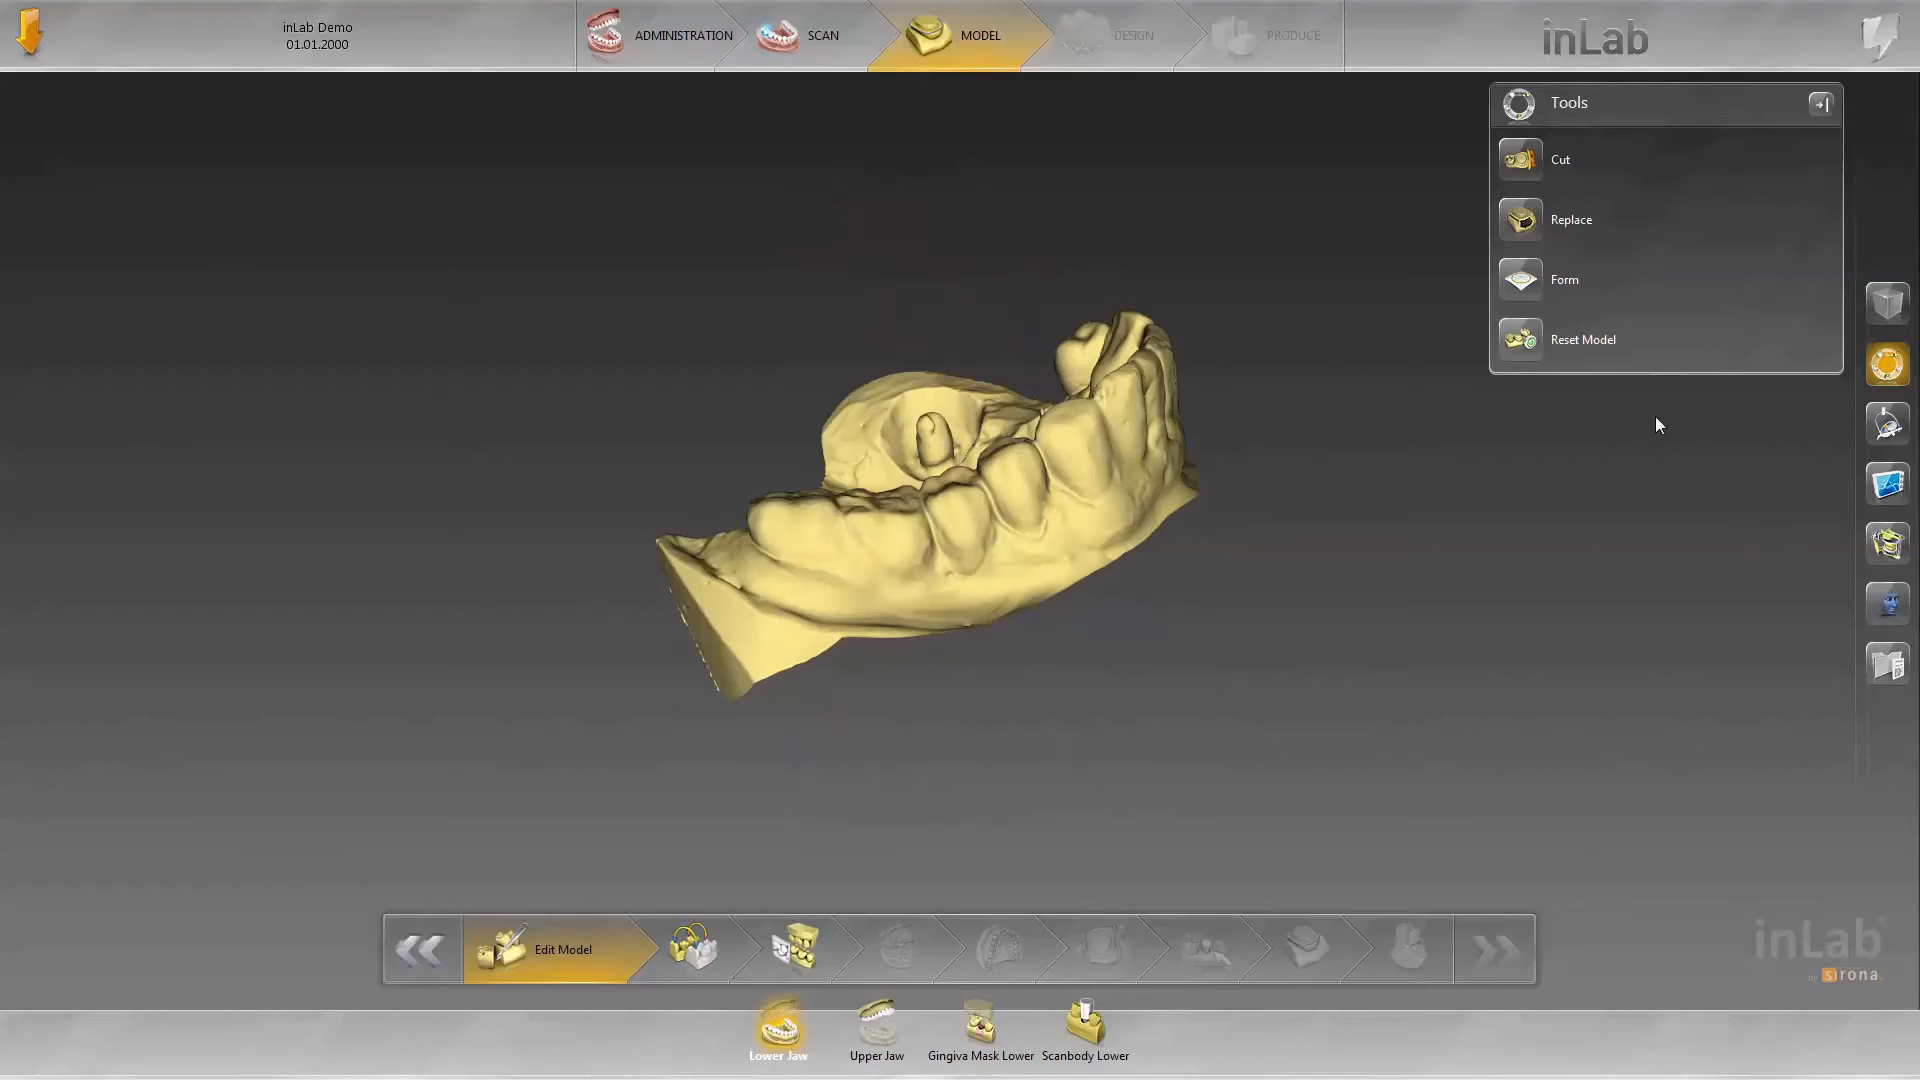 inLab Demo
01.01.2000
ADMINISTRATION
SCAN
MODEL
DESIGN
PRODUCE
inLab
Tools
Cut
Replace
Form
Reset Model
Edit Model
inLab
by sirona.
Lower Jaw
Upper Jaw
Gingiva Mask Lower
Scanbody Lower